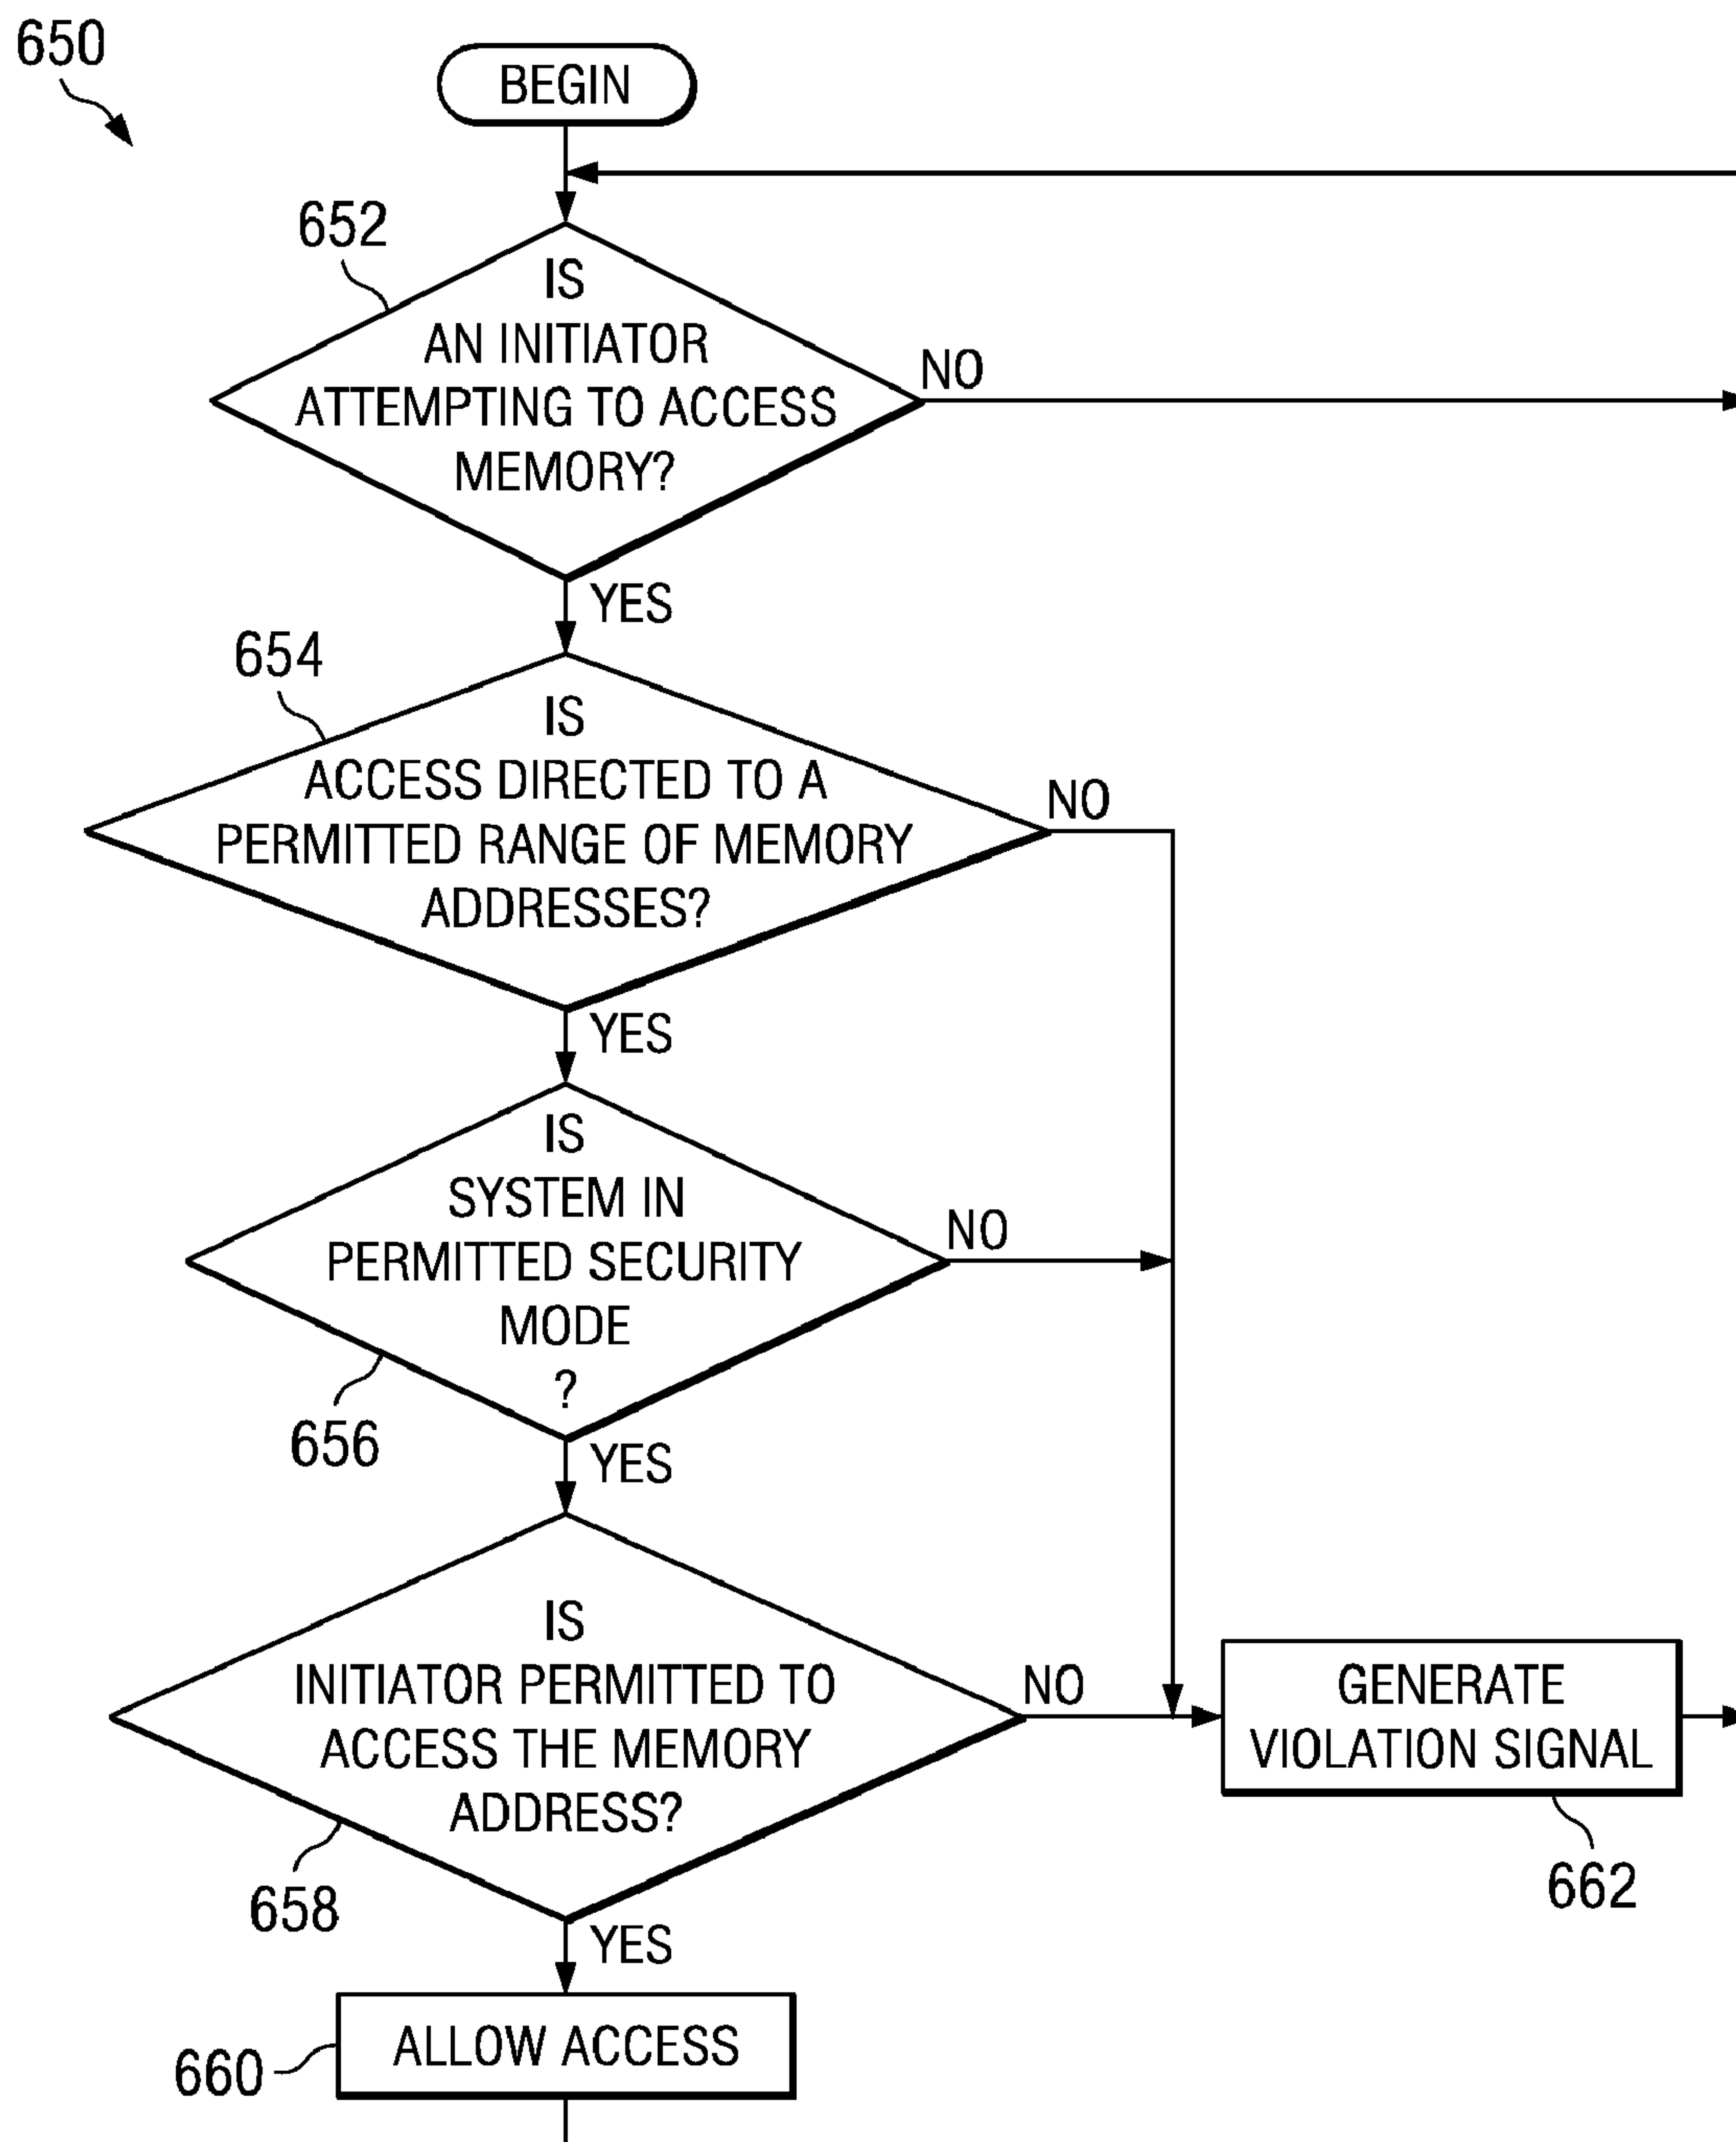 650
BEGIN
652
IS
AN INITIATOR
ATTEMPTING TO ACCESS
MEMORY?
NO
YES
654
IS
ACCESS DIRECTED TO A
PERMITTED RANGE OF MEMORY
ADDRESSES?
NO
YES
IS
SYSTEM IN
PERMITTED SECURITY
MODE
?
NO
656
YES
IS
INITIATOR PERMITTED TO
ACCESS THE MEMORY
ADDRESS?
NO
GENERATE
VIOLATION SIGNAL
662
658
YES
ALLOW ACCESS
660